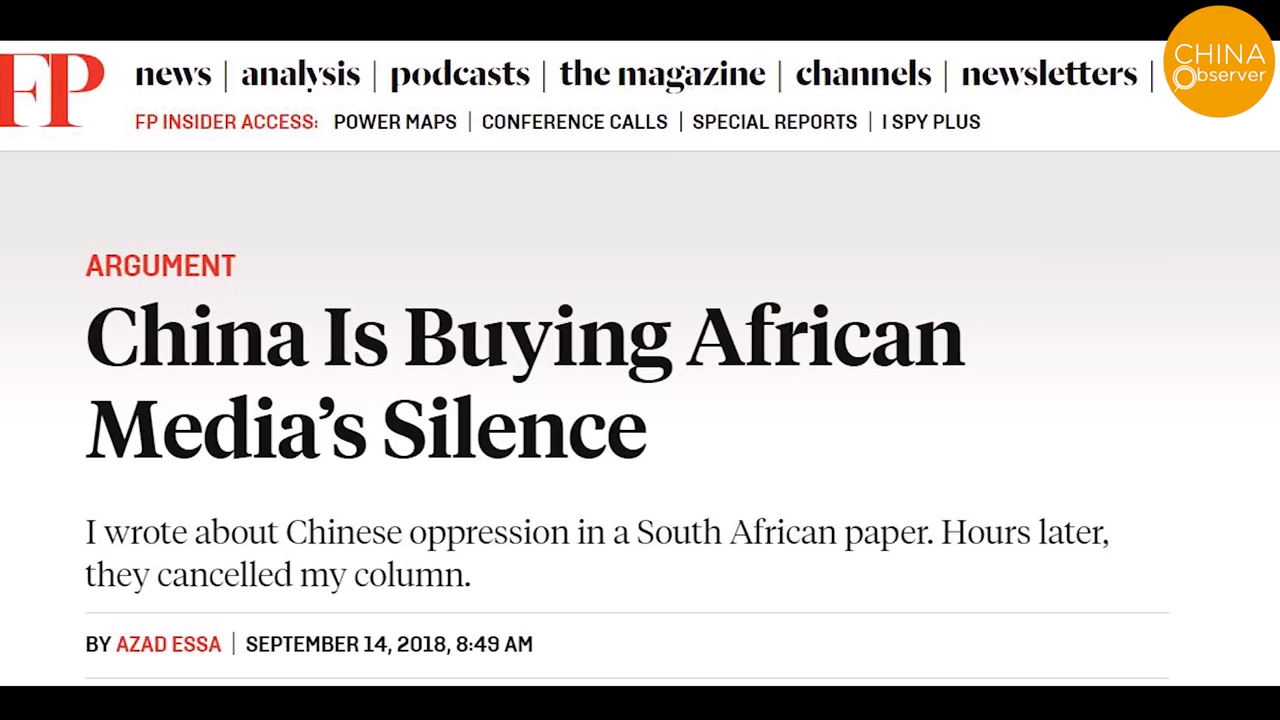 FP
news | analysis | podcasts | the magazine | channels | newsletters |
CHINA
Observer
FP INSIDER ACCESS: POWER MAPS | CONFERENCE CALLS | SPECIAL REPORTS | I SPY PLUS
ARGUMENT
China Is Buying African
Media’s Silence
I wrote about Chinese oppression in a South African paper. Hours later,
they cancelled my column.
BY AZAD ESSA | SEPTEMBER 14, 2018, 8:49 AM